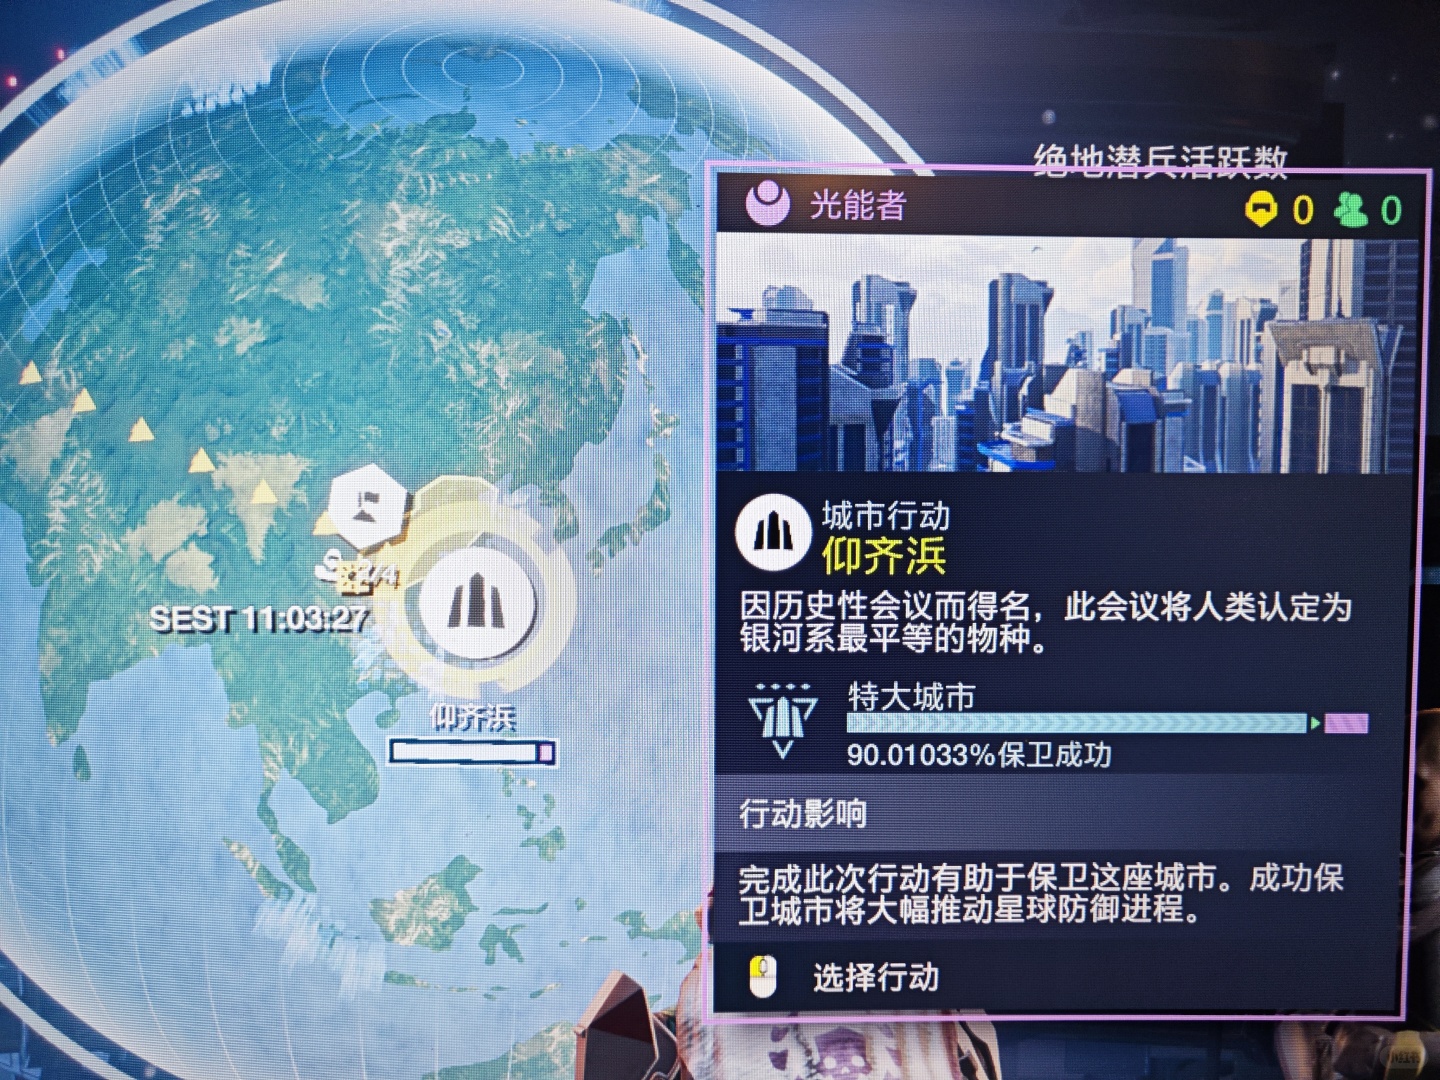 绝地潜兵活跃数
光能者
0
0
城市行动
仰齐浜
因历史性会议而得名，此会议将人类认定为
银河系最平等的物种。
特大城市
90.01033%保卫成功
行动影响
完成此次行动有助于保卫这座城市。成功保
卫城市将大幅推动星球防御进程。
选择行动
2/4
SEST 11:03:27
仰齐浜
小红书